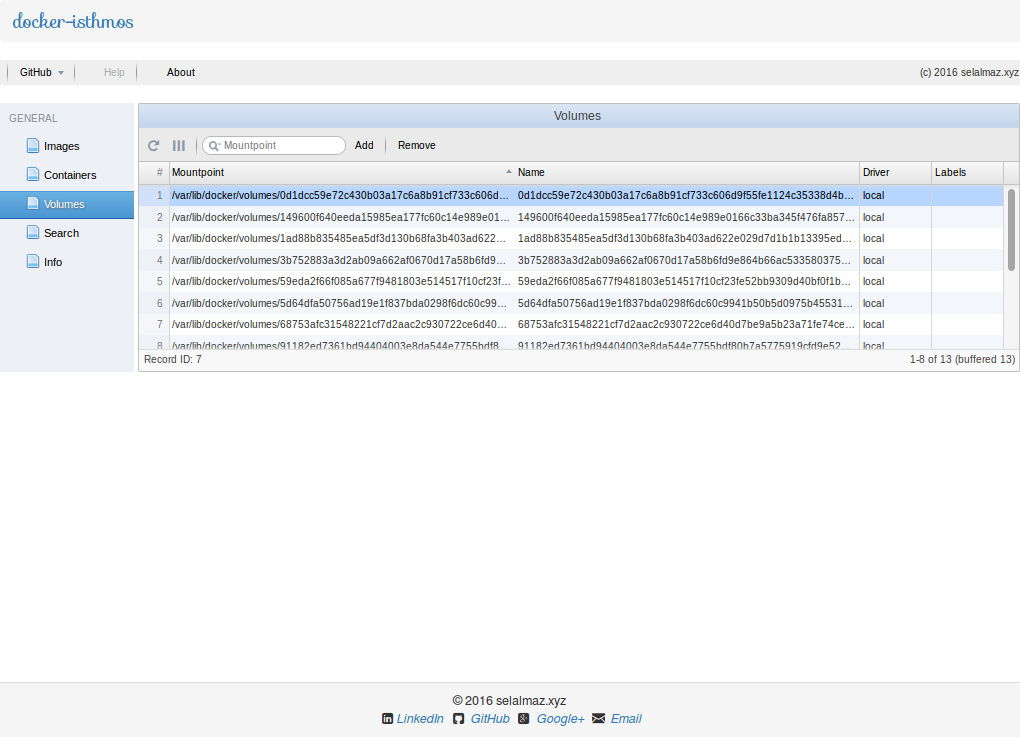 docker-isthmos
GitHub Help About (c) 2016 selalmaz.xyz
GENERAL
Images
Containers
Volumes
Search
Info
Volumes
Mountpoint Add Remove
# Mountpoint Name Driver Labels
1 /var/lib/docker/volumes/0d1dcc59e72c430b03a17c6a8b91cf733c606d... 0d1dcc59e72c430b03a17c6a8b91cf733c606d9f55fe1124c35338d4b... local
2 /var/lib/docker/volumes/149600f640eeda15985ea177fc60c14e989e01... 149600f640eeda15985ea177fc60c14e989e0166c33ba345f476fa857... local
3 /var/lib/docker/volumes/1ad88b835485ea5df3d130b68fa3b403ad622... 1ad88b835485ea5df3d130b68fa3b403ad622e029d7d1b1b13395ed... local
4 /var/lib/docker/volumes/3b752883a3d2ab09a662af0670d17a58b6fd9... 3b752883a3d2ab09a662af0670d17a58b6fd9e864b66ac533580375... local
5 /var/lib/docker/volumes/59eda2f66f085a677f9481803e514517f10cf23f... 59eda2f66f085a677f9481803e514517f10cf23fe52bb9309d40bf0f1b... local
6 /var/lib/docker/volumes/5d64dfa50756ad19e1f837bda0298f6dc60c99... 5d64dfa50756ad19e1f837bda0298f6dc60c9941b50b5d0975b45531... local
7 /var/lib/docker/volumes/68753afc31548221cf7d2aac2c930722ce6d40... 68753afc31548221cf7d2aac2c930722ce6d40d7be9a5b23a71fe74ce... local
8 /var/lib/docker/volumes/91182ed7361bd94404003e8da544e7755bdf8... 91182ed7361bd94404003e8da544e7755bdf80b7a5775919cfd9e52... local
Record ID: 7 1-8 of 13 (buffered 13)
© 2016 selalmaz.xyz
LinkedIn GitHub Google+ Email